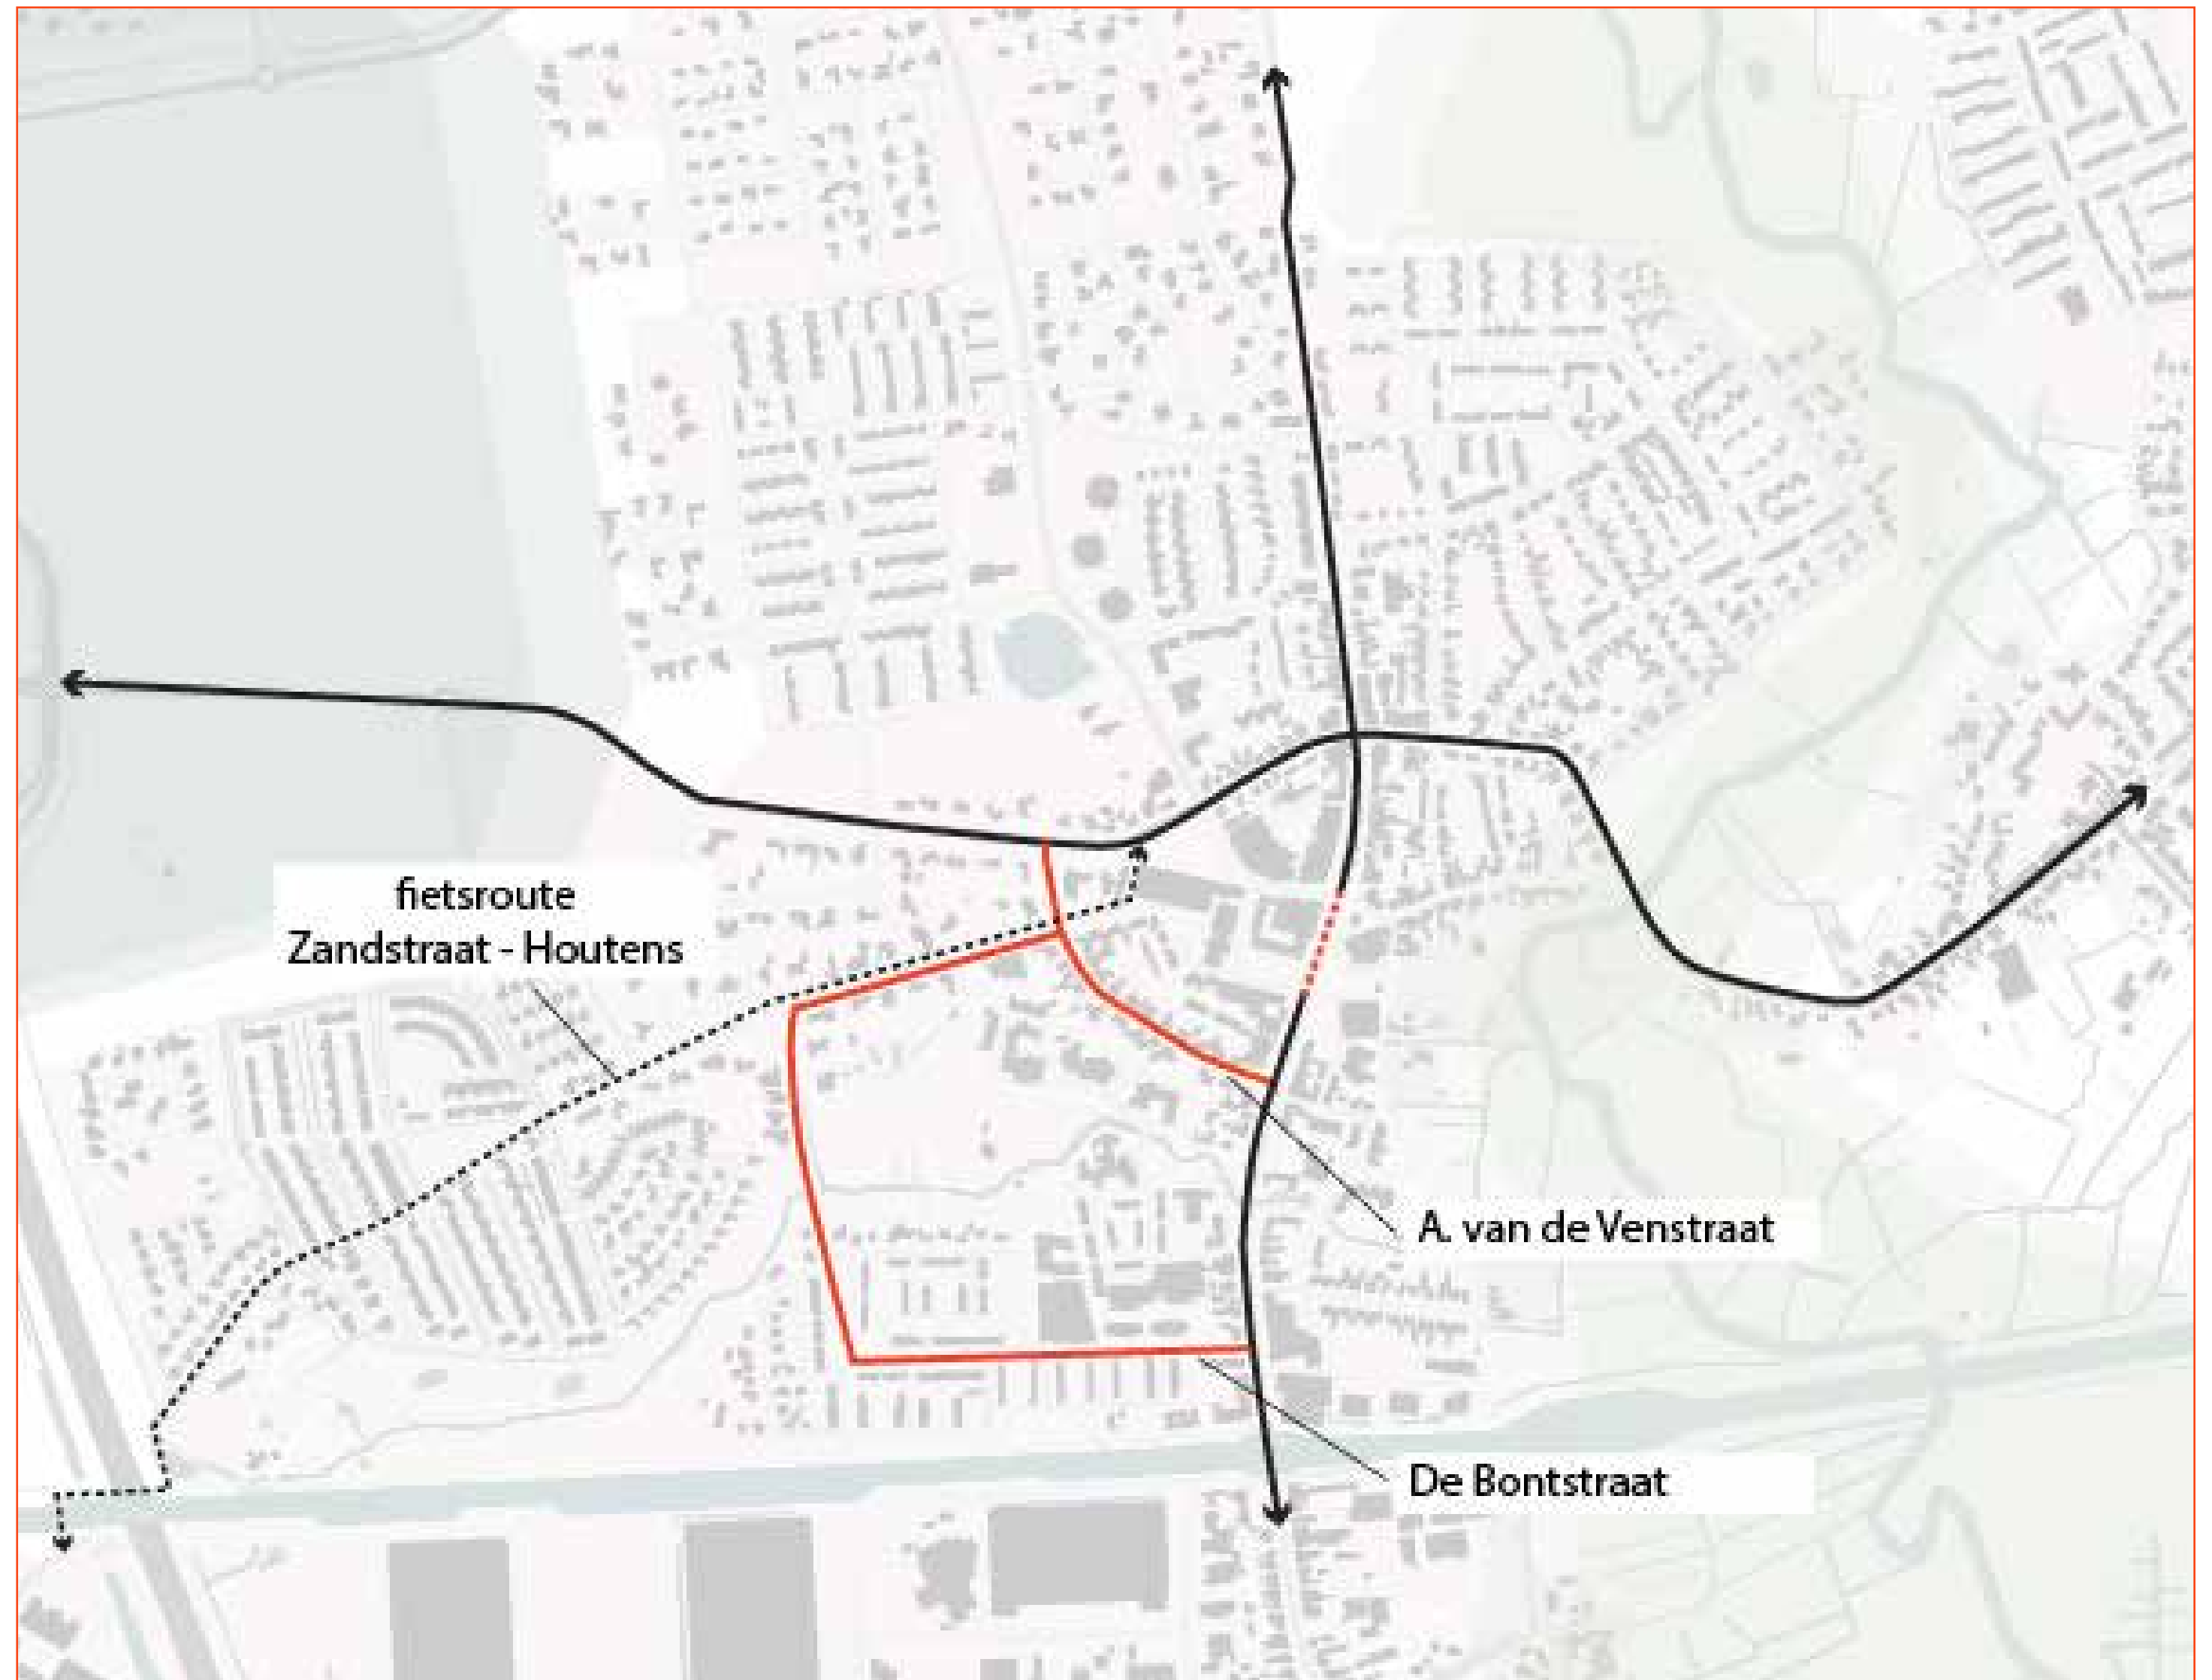 fietsroute
Zandstraat - Houtens
A. van de Venstraat
De Bontstraat